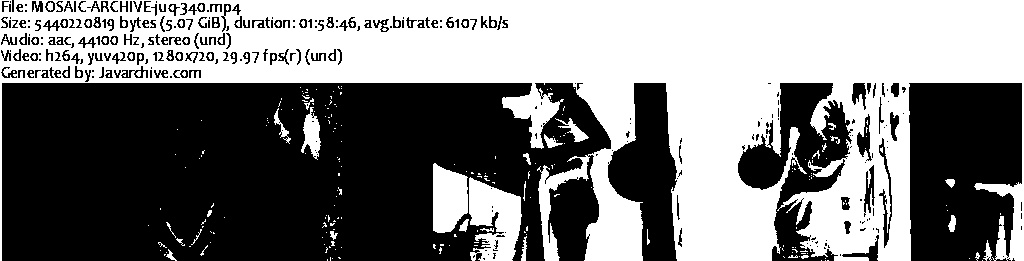 File: MOSAIC-ARCHIVE-juq-340.mp4
Size: 5440220819 bytes (5.07 GiB), duration: 01:58:46, avg.bitrate: 6107 kb/s
Audio: aac, 44100 Hz, stereo (und)
Video: h264, yuv420p, 1280x720, 29.97 fps(r) (und)
Generated by: Javarchive.com